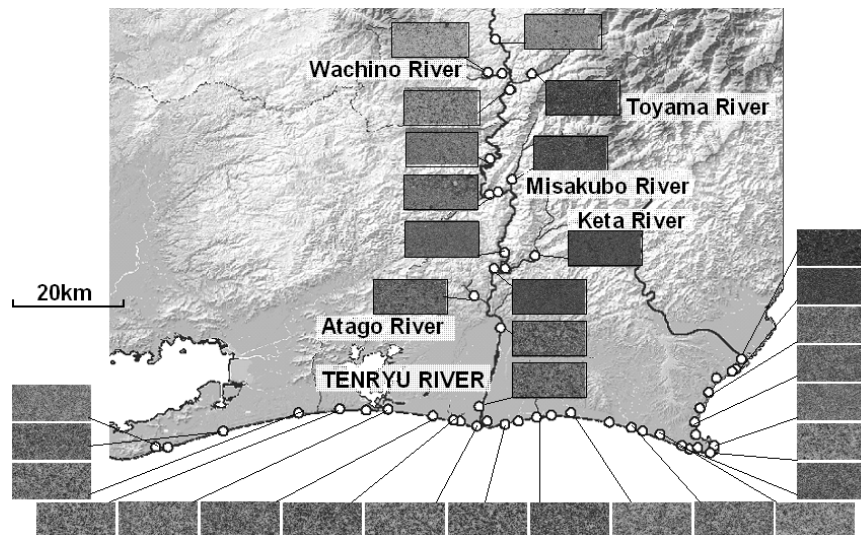 Wachino River
Toyama River
Misakubo River
Keta River
20km
Atago River
TENRYU RIVER